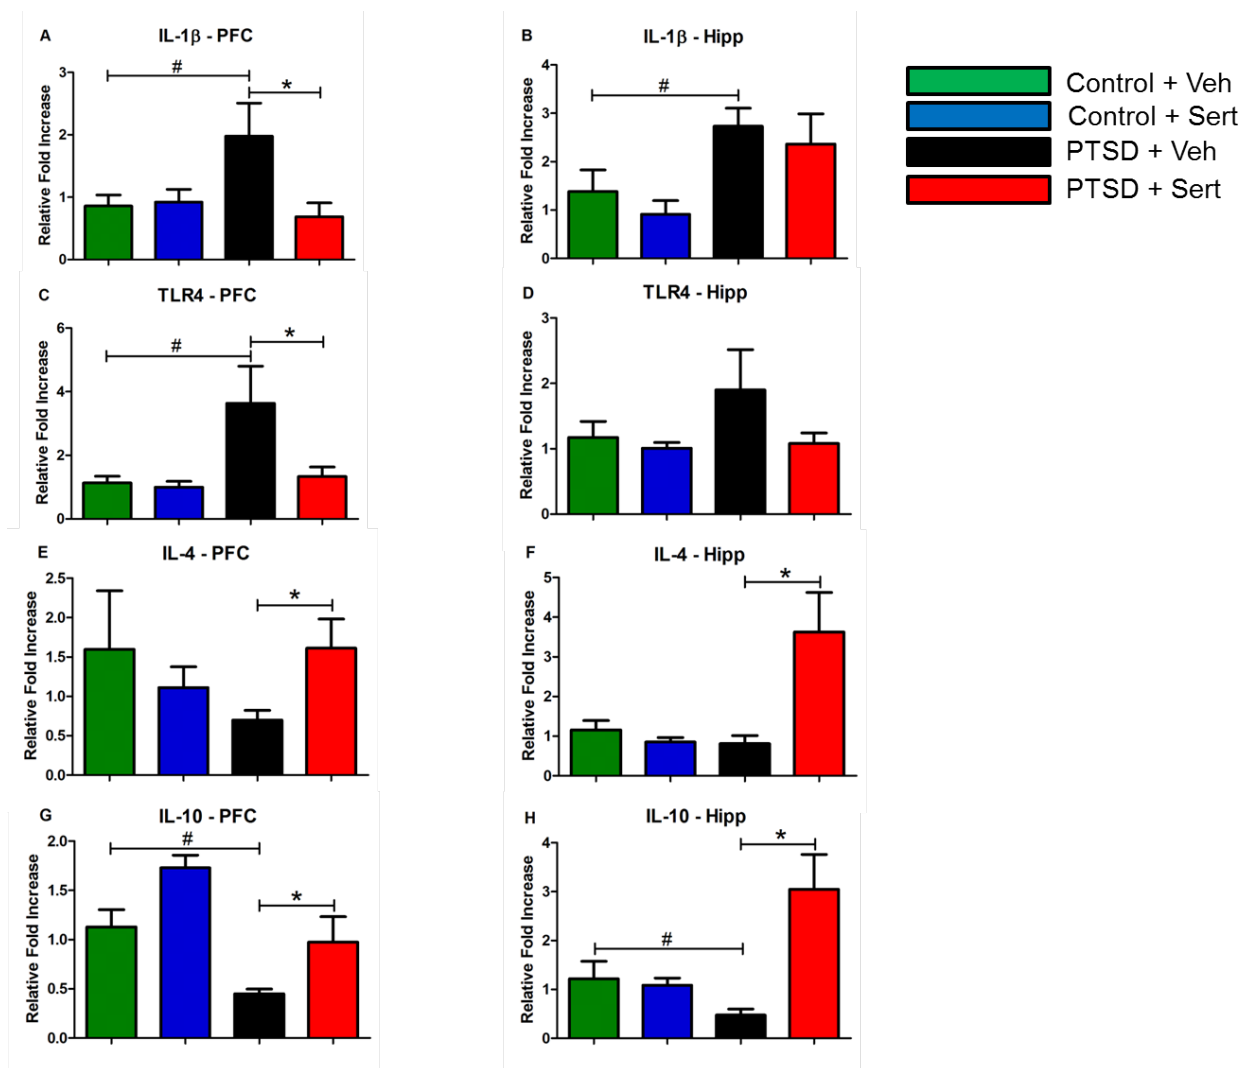 A IL-1β - PFC
Relative Fold Increase
3
2
1
0
#
*
B IL-1β - Hipp
Relative Fold Increase
4
3
2
1
0
#
Control + Veh
Control + Sert
PTSD + Veh
PTSD + Sert
C TLR4 - PFC
Relative Fold Increase
6
4
2
0
#
*
D TLR4 - Hipp
Relative Fold Increase
3
2
1
0
E IL-4 - PFC
Relative Fold Increase
2.5
2.0
1.5
1.0
0.5
0.0
*
F IL-4 - Hipp
Relative Fold Increase
5
4
3
2
1
0
*
G IL-10 - PFC
Relative Fold Increase
2.0
1.5
1.0
0.5
0.0
#
*
H IL-10 - Hipp
Relative Fold Increase
4
3
2
1
0
#
*